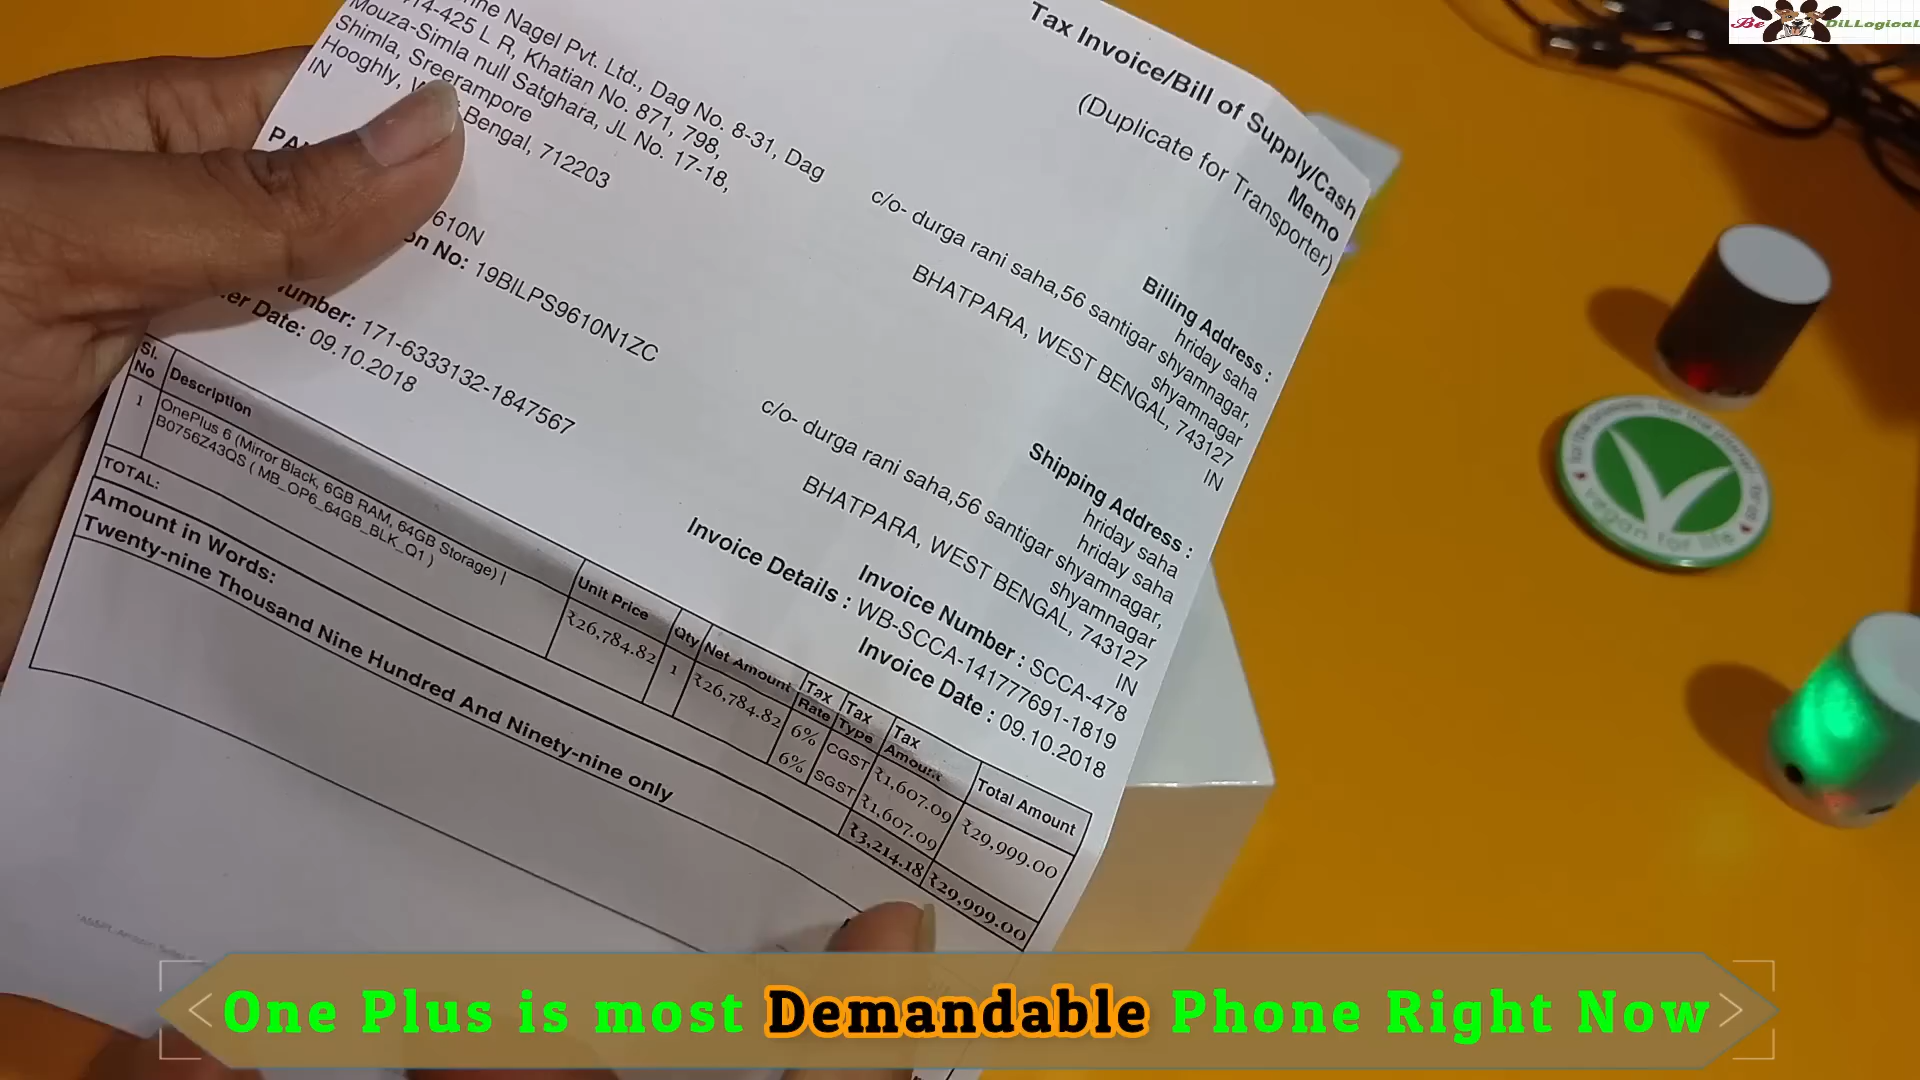 Be DiLLogical
Tax Invoice/Bill of Supply/Cash
Memo
(Duplicate for Transporter)
Nagel Pvt. Ltd., Dag No. 8-31, Dag
14-425 L R, Khatian No. 871, 798,
Mouza-Simla null Satghara, JL No. 17-18,
Shimla, Sreerampore
Hooghly, Bengal, 712203
IN
610N
No: 19BILPS9610N1ZC
Number: 171-6333132-1847567
Date: 09.10.2018
Billing Address :
hriday saha
c/o- durga rani saha,56 santigar shyamnagar,
shyamnagar
BHATPARA, WEST BENGAL, 743127
IN
Shipping Address :
hriday saha
hriday saha
c/o- durga rani saha,56 santigar shyamnagar,
shyamnagar
BHATPARA, WEST BENGAL, 743127
IN
Invoice Number : SCCA-478
Invoice Details : WB-SCCA-141777691-1819
Invoice Date : 09.10.2018
Sl. No Description Unit Price Qty Net Amount Tax Rate Tax Type Tax Amount Total Amount
1 OnePlus 6 (Mirror Black, 6GB RAM, 64GB Storage) | ₹26,784.82 1 ₹26,784.82 6% CGST ₹1,607.09 ₹29,999.00
B0756Z43QS ( MB_OP6_64GB_BLK_Q1 ) 6% SGST ₹1,607.09
TOTAL: ₹3,214.18 ₹29,999.00
Amount in Words:
Twenty-nine Thousand Nine Hundred And Ninety-nine only
vegan for life
One Plus is most Demandable Phone Right Now